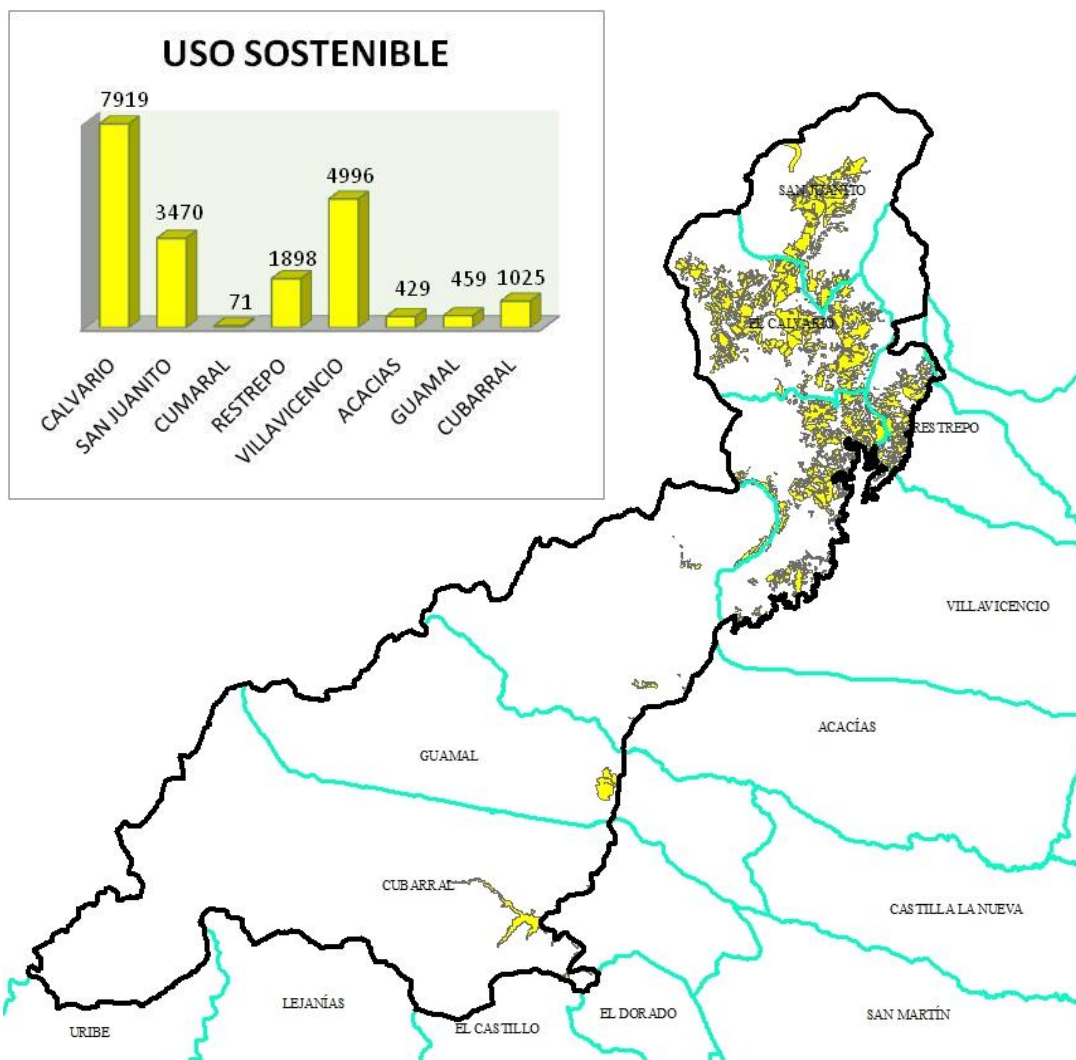 USO SOSTENIBLE
7919
3470
71
1898
4996
429
459
1025
CALVARIO
SAN JUANITO
CUMARAL
RESTREPO
VILLAVICENCIO
ACACIAS
GUAMAL
CUBARRAL
SAN JUANITO
EL CALVARIO
RESTREPO
VILLAVICENCIO
ACACÍAS
GUAMAL
CUBARRAL
CASTILLA LA NUEVA
LEJANÍAS
URIBE
EL CASTILLO
EL DORADO
SAN MARTÍN